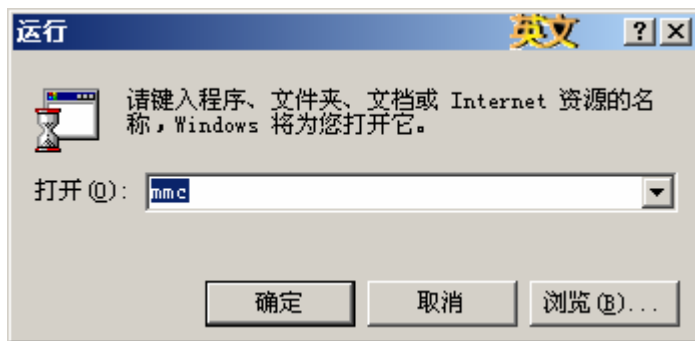 运行
英文
?
请键入程序、文件夹、文档或 Internet 资源的名
称，Windows 将为您打开它。
打开(O):
mmc
确定
取消
浏览(B)...